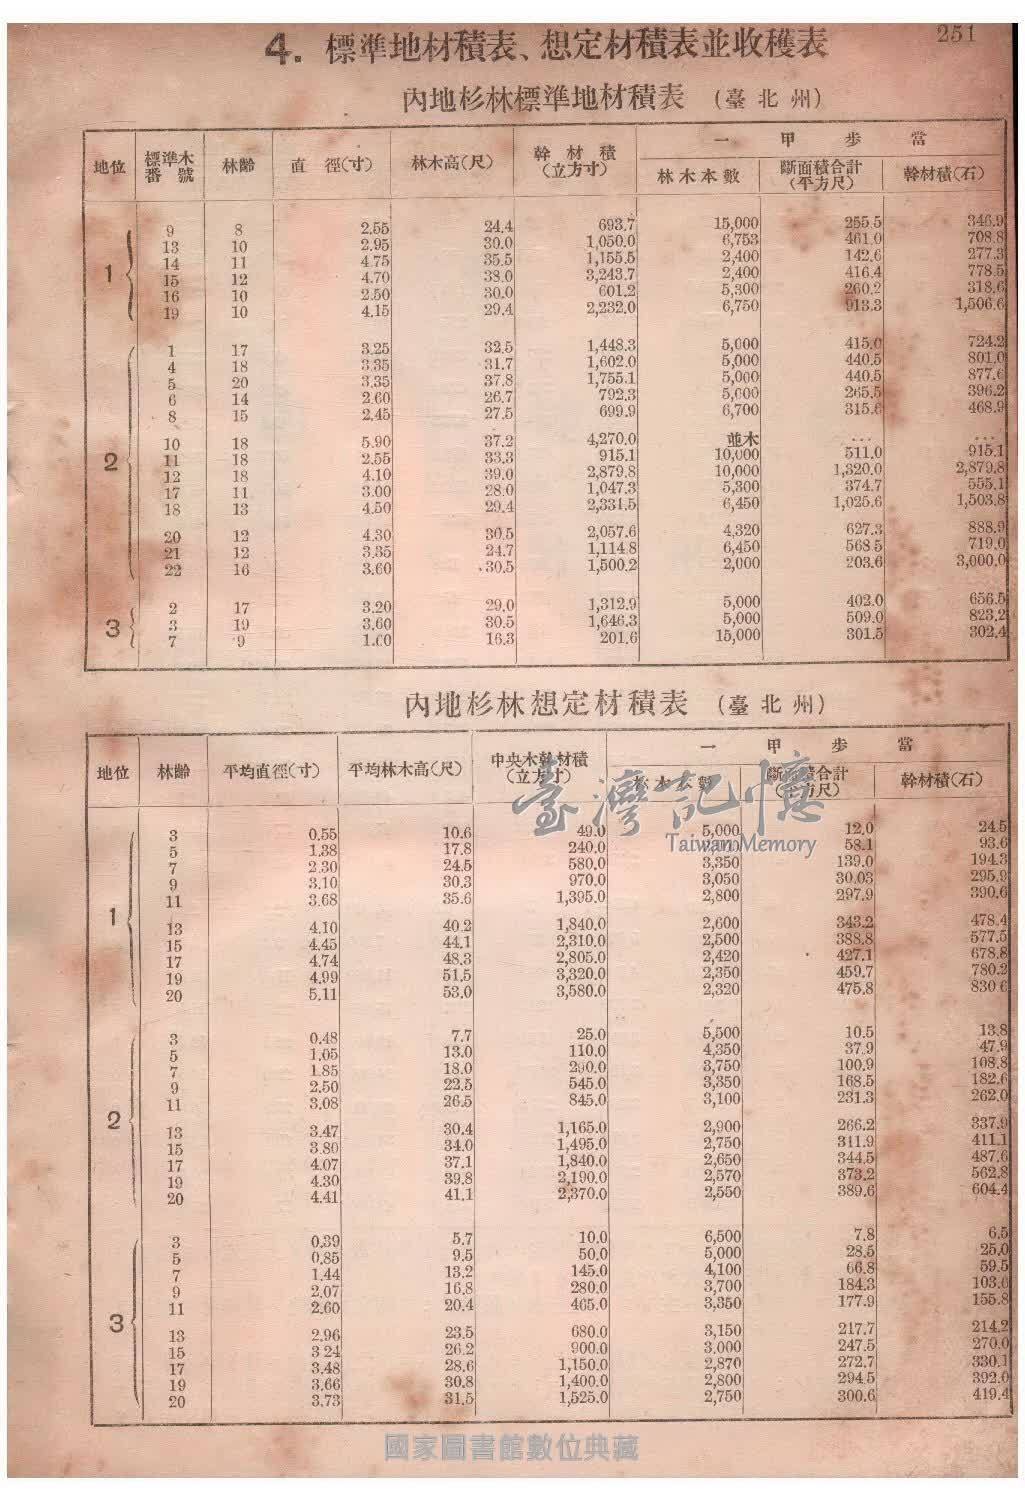 251
4. 標準地材積表、想定材積表並收穫表
內地杉林標準地材積表 (臺北州)
地位 標準木番號 林齡 直徑(寸) 林木高(尺) 幹材積(立方寸) 一甲步當
林木本數 斷面積合計(平方尺) 幹材積(石)
1
9 8 2.55 24.4 693.7 15,000 255.5 346.9
13 10 2.95 30.0 1,050.0 6,753 461.0 708.8
14 11 4.75 35.5 1,155.5 2,400 142.6 277.3
15 12 4.70 38.0 3,243.7 2,400 416.4 778.5
16 10 2.50 30.0 601.2 5,300 260.2 318.6
19 10 4.15 29.4 2,232.0 6,750 913.3 1,506.6
2
1 17 3.25 32.5 1,448.3 5,000 415.0 724.2
4 18 3.35 31.7 1,602.0 5,000 440.5 801.0
5 20 3.35 37.8 1,755.1 5,000 440.5 877.6
6 14 2.60 26.7 792.3 5,000 265.5 396.2
8 15 2.45 27.5 699.9 6,700 315.6 468.9
10 18 5.90 37.2 4,270.0 並木 ... ...
11 18 2.55 33.3 915.1 10,000 511.0 915.1
12 18 4.10 39.0 2,879.8 10,000 1,320.0 2,879.8
17 11 3.00 28.0 1,047.3 5,300 374.7 555.1
18 13 4.50 29.4 2,331.5 6,450 1,025.6 1,503.8
20 12 4.30 30.5 2,057.6 4,320 627.3 888.9
21 12 3.35 24.7 1,114.8 6,450 568.5 719.0
22 16 3.60 30.5 1,500.2 2,000 203.6 3,000.0
3
2 17 3.20 29.0 1,312.9 5,000 402.0 656.5
3 19 3.60 30.5 1,646.3 5,000 509.0 823.2
7 9 1.60 16.3 201.6 15,000 301.5 302.4
內地杉林想定材積表 (臺北州)
地位 林齡 平均直徑(寸) 平均林木高(尺) 中央木幹材積(立方寸) 一甲步當
林木本數 斷面積合計(平方尺) 幹材積(石)
臺灣記憶
Taiwan Memory
1
3 0.55 10.6 49.0 5,000 12.0 24.5
5 1.38 17.8 240.0 58.1 93.6
7 2.30 24.5 580.0 3,350 139.0 194.3
9 3.10 30.3 970.0 3,050 30.03 295.9
11 3.68 35.6 1,395.0 2,800 297.9 390.6
13 4.10 40.2 1,840.0 2,600 343.2 478.4
15 4.45 44.1 2,310.0 2,500 388.8 577.5
17 4.74 48.3 2,805.0 2,420 427.1 678.8
19 4.99 51.5 3,320.0 2,350 459.7 780.2
20 5.11 53.0 3,580.0 2,320 475.8 830.6
2
3 0.48 7.7 25.0 5,500 10.5 13.8
5 1.05 13.0 110.0 4,350 37.9 47.9
7 1.85 18.0 290.0 3,750 100.9 108.8
9 2.50 22.5 545.0 3,350 168.5 182.6
11 3.08 26.5 845.0 3,100 231.3 262.0
13 3.47 30.4 1,165.0 2,900 266.2 337.9
15 3.80 34.0 1,495.0 2,750 311.9 411.1
17 4.07 37.1 1,840.0 2,650 344.5 487.6
19 4.30 39.8 2,190.0 2,570 373.2 562.8
20 4.41 41.1 2,370.0 2,550 389.6 604.4
3
3 0.39 5.7 10.0 6,500 7.8 6.5
5 0.85 9.5 50.0 5,000 28.5 25.0
7 1.44 13.2 145.0 4,100 66.8 59.5
9 2.07 16.8 280.0 3,700 184.3 103.6
11 2.60 20.4 465.0 3,350 177.9 155.8
13 2.96 23.5 680.0 3,150 217.7 214.2
15 3.24 26.2 900.0 3,000 247.5 270.0
17 3.48 28.6 1,150.0 2,870 272.7 330.1
19 3.66 30.8 1,400.0 2,800 294.5 392.0
20 3.73 31.5 1,525.0 2,750 300.6 419.4
國家圖書館數位典藏